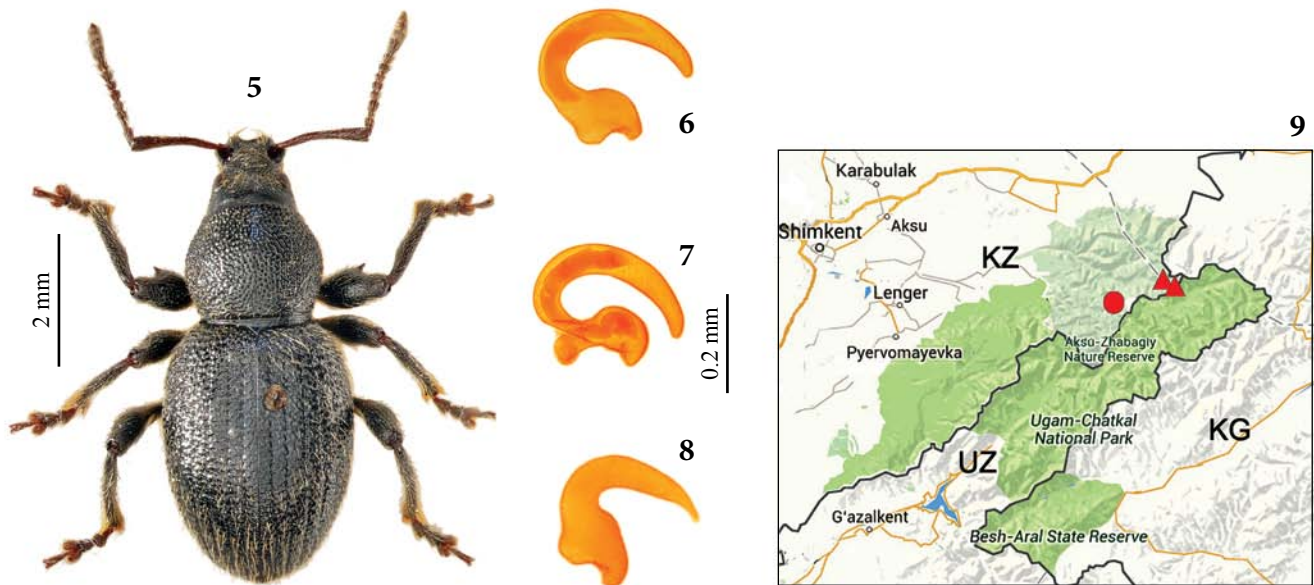 5
2 mm
6
7
0.2 mm
8
9
Karabulak
Shimkent
Aksu
KZ
Lenger
Pyervomayevka
Aksu-Zhabagly
Nature Reserve
Ugam-Chatkal
National Park
KG
UZ
G'azalkent
Besh-Aral State Reserve